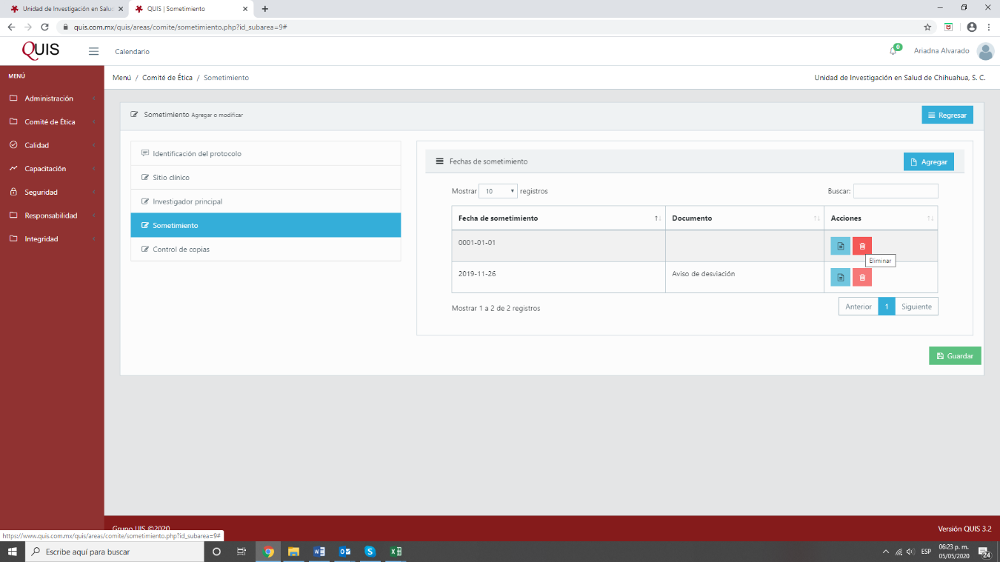 Unidad de Investigación en Salud
QUIS | Sometimiento
quis.com.mx/quis/areas/comite/sometimiento.php?id_subarea=9#
QUIS
Calendario
0
Ariadna Alvarado
MENÚ
Menú / Comité de Ética / Sometimiento
Unidad de Investigación en Salud de Chihuahua, S. C.
Administración
Comité de Ética
Calidad
Capacitación
Seguridad
Responsabilidad
Integridad
Sometimiento Agregar o modificar
Regresar
Identificación del protocolo
Sitio clínico
Investigador principal
Sometimiento
Control de copias
Fechas de sometimiento
Agregar
Mostrar 10 registros
Buscar:
Fecha de sometimiento Documento Acciones
0001-01-01
Eliminar
2019-11-26 Aviso de desviación
Mostrar 1 a 2 de 2 registros
Anterior 1 Siguiente
Guardar
Grupo UIS ©2020
Versión QUIS 3.2
https://www.quis.com.mx/quis/areas/comite/sometimiento.php?id_subarea=9#
Escribe aquí para buscar
ESP
06:23 p. m.
05/05/2020
24